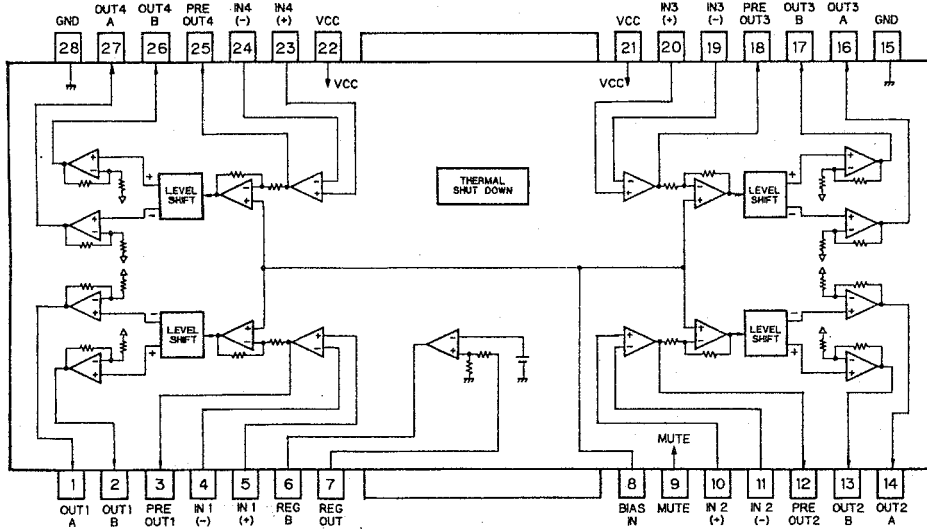 GND OUT4 A OUT4 B PRE OUT4 IN4 (-) IN4 (+) VCC VCC IN3 (+) IN3 (-) PRE OUT3 OUT3 B OUT3 A GND
28 27 26 25 24 23 22 21 20 19 18 17 16 15
VCC VCC
THERMAL
SHUT DOWN
+ - LEVEL
SHIFT
LEVEL
SHIFT + -
- + LEVEL
SHIFT
LEVEL
SHIFT - +
MUTE
1 2 3 4 5 6 7 8 9 10 11 12 13 14
OUT1 A OUT1 B PRE OUT1 IN 1 (-) IN 1 (+) REG B REG OUT BIAS IN MUTE IN 2 (+) IN 2 (-) PRE OUT2 OUT2 B OUT2 A